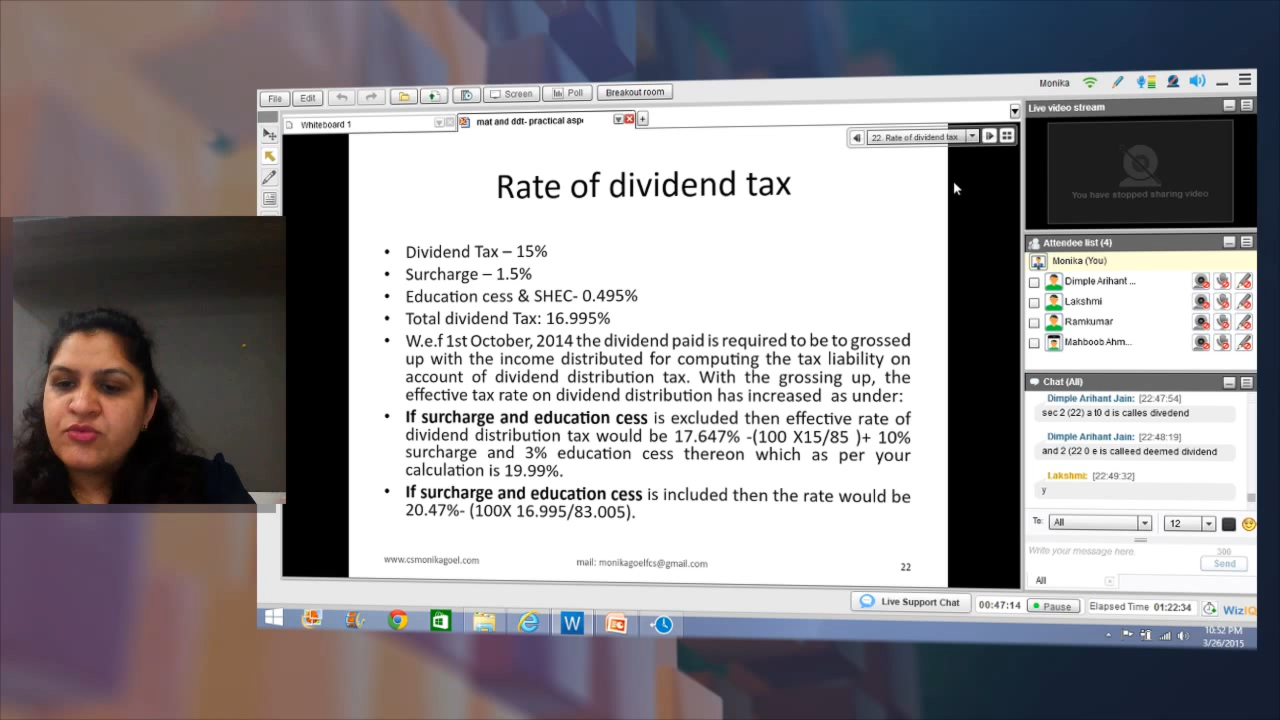 Monika
File Edit Screen Poll Breakout room
Whiteboard 1
mat and ddt- practical aspe
22. Rate of dividend tax
Rate of dividend tax
• Dividend Tax – 15%
• Surcharge – 1.5%
• Education cess & SHEC- 0.495%
• Total dividend Tax: 16.995%
• W.e.f 1st October, 2014 the dividend paid is required to be to grossed
up with the income distributed for computing the tax liability on
account of dividend distribution tax. With the grossing up, the
effective tax rate on dividend distribution has increased as under:
• If surcharge and education cess is excluded then effective rate of
dividend distribution tax would be 17.647% -(100 X15/85 )+ 10%
surcharge and 3% education cess thereon which as per your
calculation is 19.99%.
• If surcharge and education cess is included then the rate would be
20.47%- (100X 16.995/83.005).
www.csmonikagoel.com
mail: monikagoelfcs@gmail.com
22
Live video stream
You have stopped sharing video
Attendee list (4)
Monika (You)
Dimple Arihant ...
Lakshmi
Ramkumar
Mahboob Ahm...
Chat (All)
Dimple Arihant Jain: [22:47:54]
sec 2 (22) a t0 d is calles divedend
Dimple Arihant Jain: [22:48:19]
and 2 (22 0 e is calleed deemed dividend
Lakshmi: [22:49:32]
y
To: All 12
Write your message here.
300
Send
All
Live Support Chat
00:47:14
Pause
Elapsed Time 01:22:34
WizIQ
10:52 PM
3/26/2015